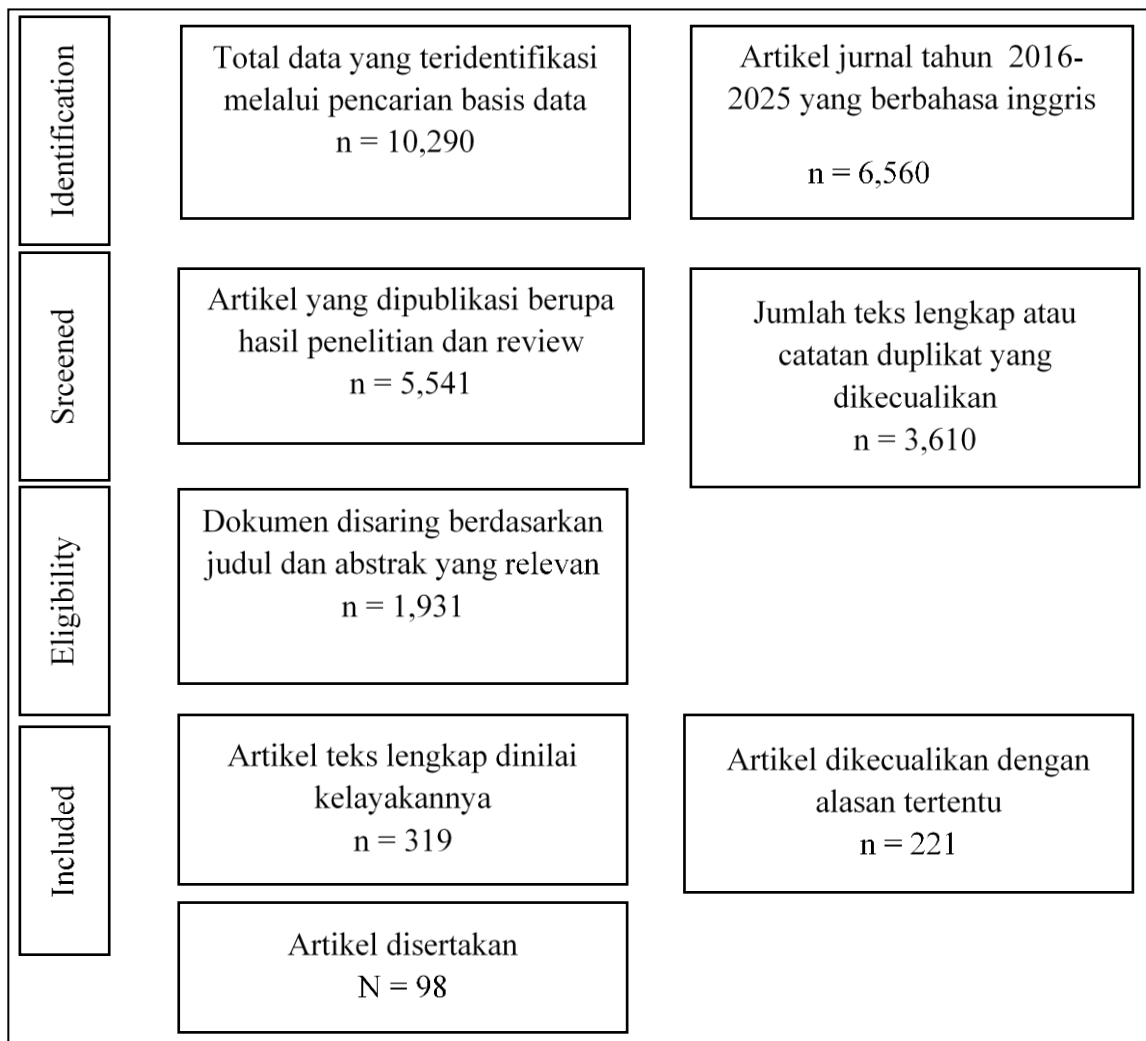 Identification
Total data yang teridentifikasi
melalui pencarian basis data
n = 10,290
Artikel jurnal tahun  2016-
2025 yang berbahasa inggris
n = 6,560
Srceened
Artikel yang dipublikasi berupa
hasil penelitian dan review
n = 5,541
Jumlah teks lengkap atau
catatan duplikat yang
dikecualikan
n = 3,610
Eligibility
Dokumen disaring berdasarkan
judul dan abstrak yang relevan
n = 1,931
Included
Artikel teks lengkap dinilai
kelayakannya
n = 319
Artikel dikecualikan dengan
alasan tertentu
n = 221
Artikel disertakan
N = 98